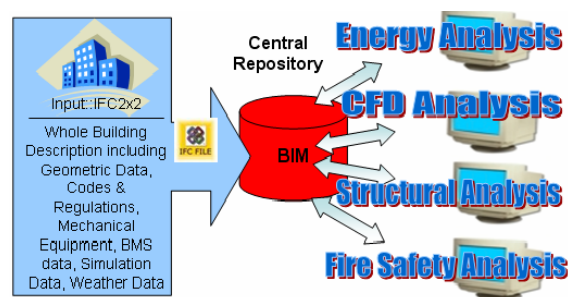 Input::IFC2x2
Whole Building
Description including
Geometric Data,
Codes &
Regulations,
Mechanical
Equipment, BMS
data, Simulation
Data, Weather Data
IFC FILE
Central
Repository
BIM
Energy Analysis
CFD Analysis
Structural Analysis
Fire Safety Analysis